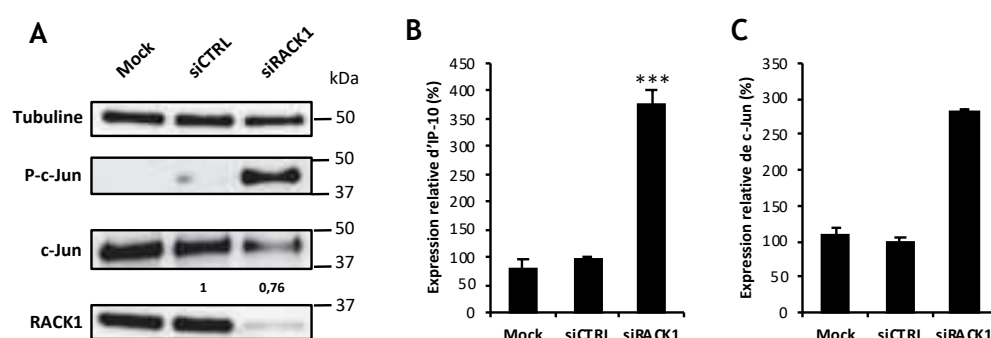 A
Mock siCTRL siRACK1
kDa
Tubuline
50
P-c-Jun
50
37
c-Jun
50
37
1 0,76
RACK1
37
B
Expression relative d'IP-10 (%)
450
400
350
300
250
200
150
100
50
0
***
Mock siCTRL siRACK1
C
Expression relative de c-Jun (%)
350
300
250
200
150
100
50
0
Mock siCTRL siRACK1